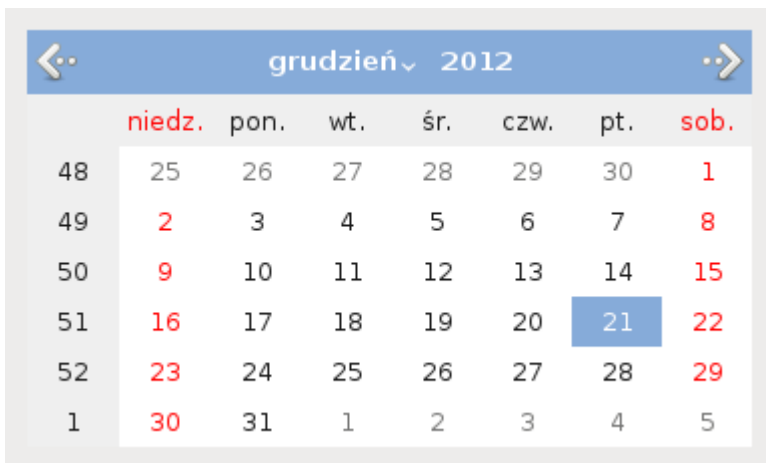 grudzień 2012
niedz. pon. wt. śr. czw. pt. sob.
48 25 26 27 28 29 30 1
49 2 3 4 5 6 7 8
50 9 10 11 12 13 14 15
51 16 17 18 19 20 21 22
52 23 24 25 26 27 28 29
1 30 31 1 2 3 4 5